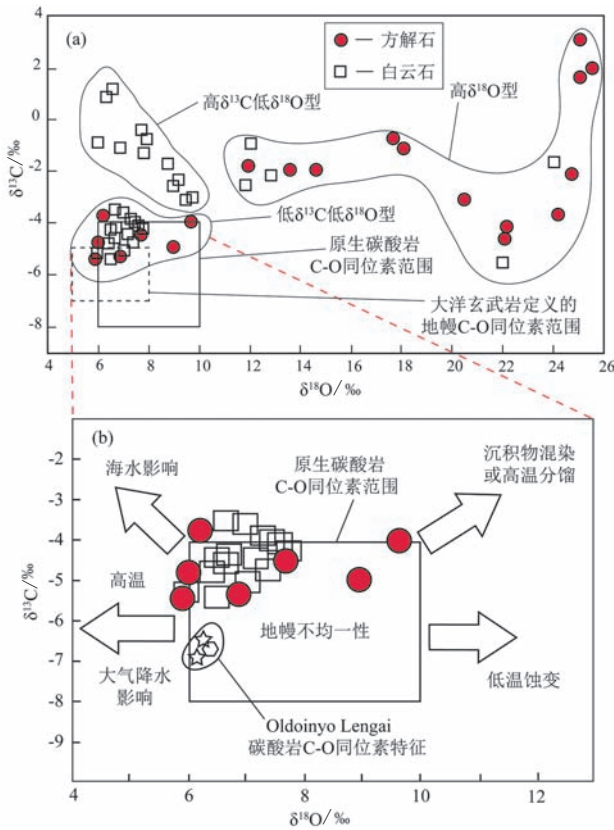 (a)
● — 方解石
□ — 白云石
高δ¹³C低δ¹⁸O型
高δ¹⁸O型
低δ¹³C低δ¹⁸O型
原生碳酸岩
C-O同位素范围
大洋玄武岩定义的
地幔C-O同位素范围
δ¹³C/‰
4
2
0
-2
-4
-6
-8
4 6 8 10 12 14 16 18 20 22 24 26
δ¹⁸O/‰
(b)
海水影响
原生碳酸岩
C-O同位素范围
沉积物混染
或高温分馏
高温
地幔不均一性
大气降水
影响
低温蚀变
Oldoinyo Lengai
碳酸岩C-O同位素特征
δ¹³C/‰
-2
-3
-4
-5
-6
-7
-8
-9
4 6 8 10 12
δ¹⁸O/‰